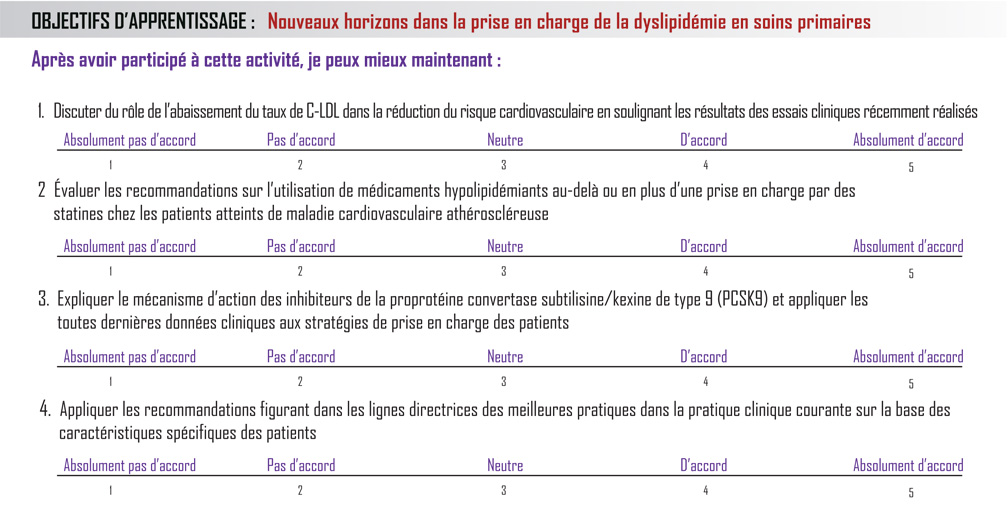 OBJECTIFS D'APPRENTISSAGE : Nouveaux horizons dans la prise en charge de la dyslipidémie en soins primaires
Après avoir participé à cette activité, je peux mieux maintenant :
1. Discuter du rôle de l'abaissement du taux de C-LDL dans la réduction du risque cardiovasculaire en soulignant les résultats des essais cliniques récemment réalisés
Absolument pas d'accord Pas d'accord Neutre D'accord Absolument d'accord
1 2 3 4 5
2 Évaluer les recommandations sur l'utilisation de médicaments hypolipidémiants au-delà ou en plus d'une prise en charge par des
statines chez les patients atteints de maladie cardiovasculaire athéroscléreuse
Absolument pas d'accord Pas d'accord Neutre D'accord Absolument d'accord
1 2 3 4 5
3. Expliquer le mécanisme d'action des inhibiteurs de la proprotéine convertase subtilisine/kexine de type 9 (PCSK9) et appliquer les
toutes dernières données cliniques aux stratégies de prise en charge des patients
Absolument pas d'accord Pas d'accord Neutre D'accord Absolument d'accord
1 2 3 4 5
4. Appliquer les recommandations figurant dans les lignes directrices des meilleures pratiques dans la pratique clinique courante sur la base des
caractéristiques spécifiques des patients
Absolument pas d'accord Pas d'accord Neutre D'accord Absolument d'accord
1 2 3 4 5